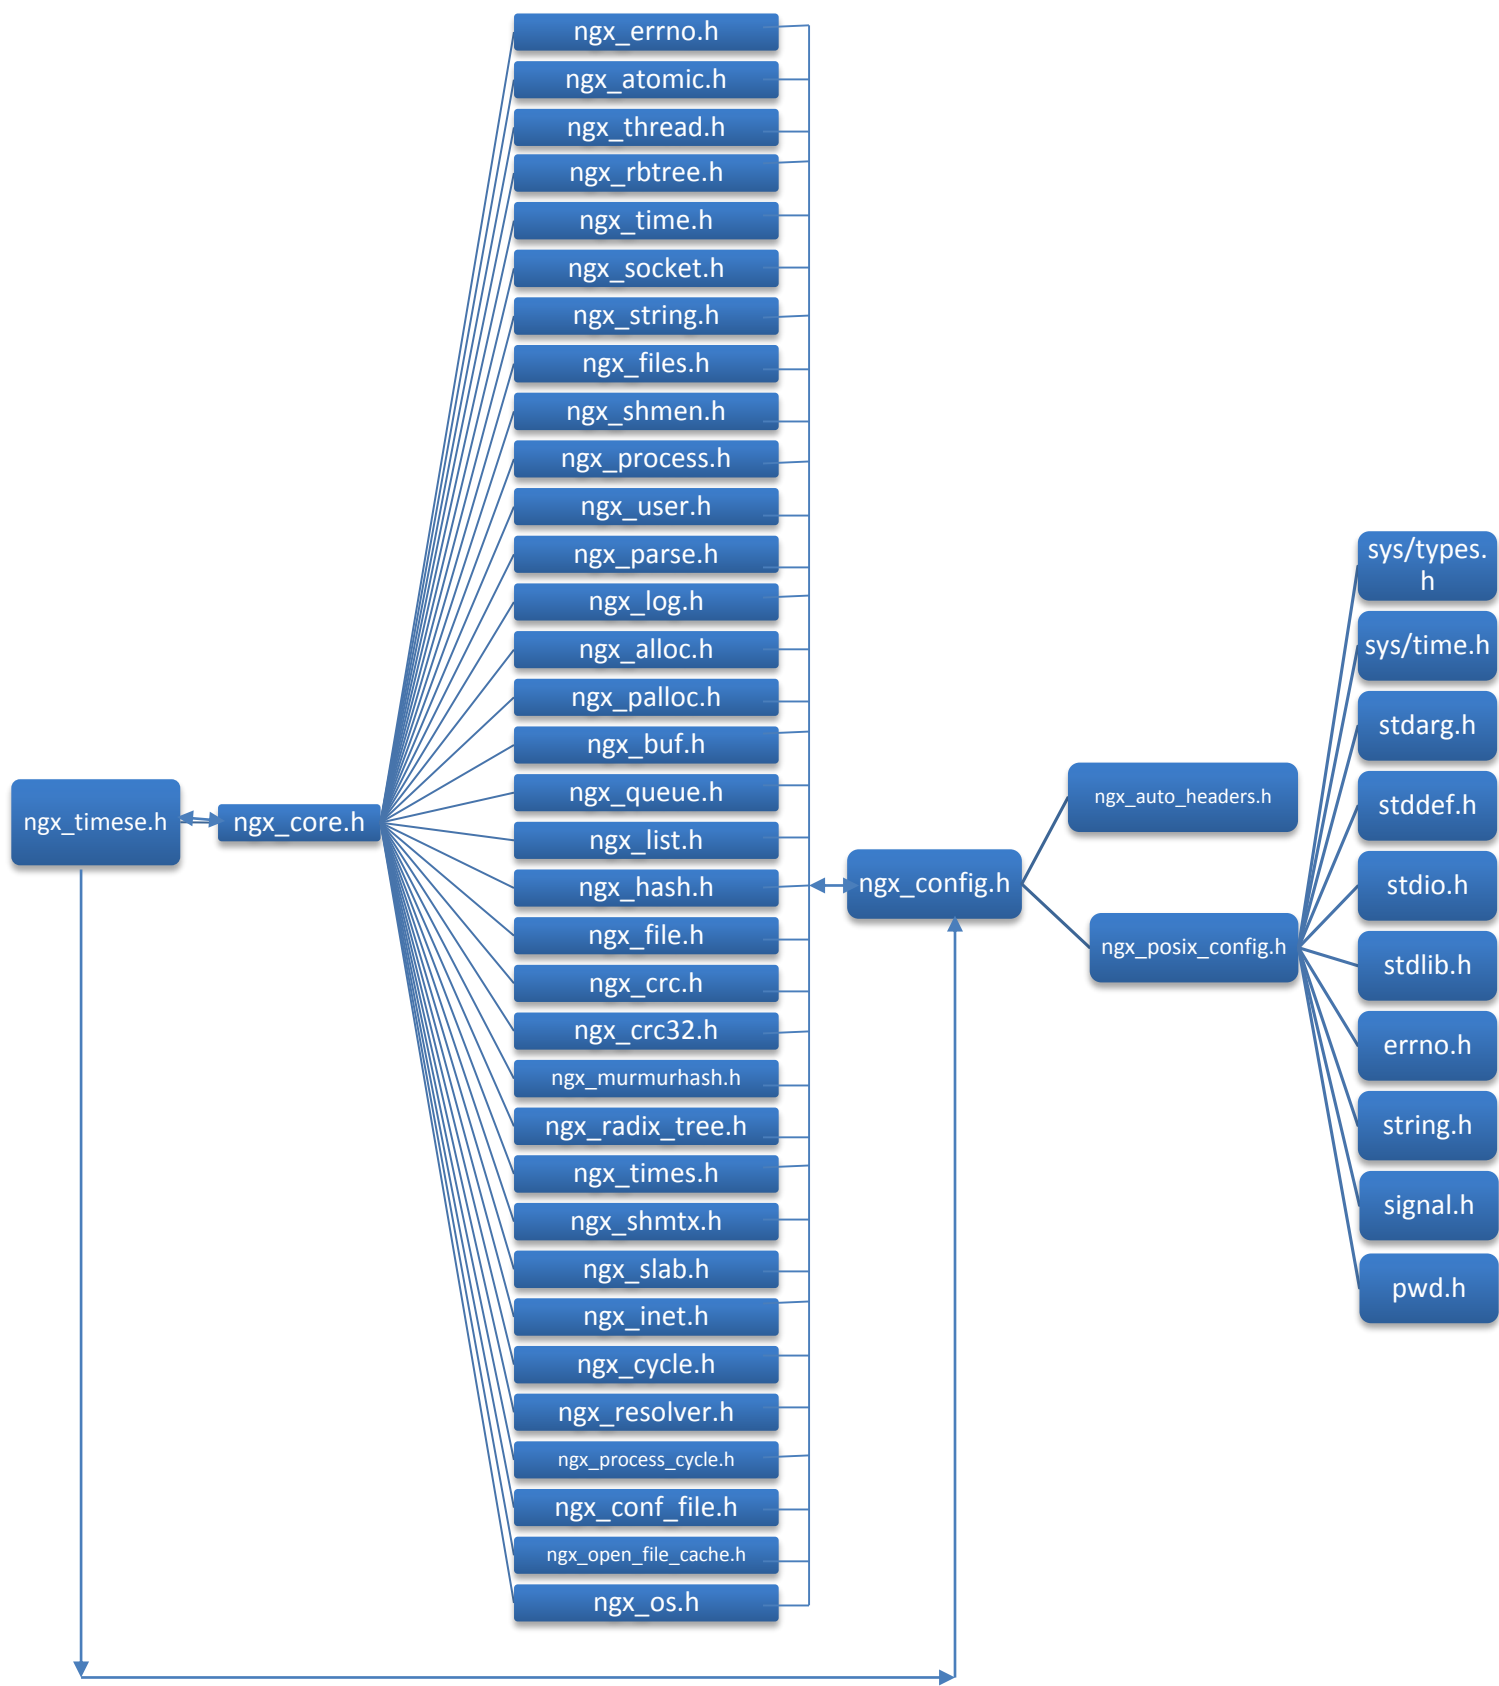 ngx_timese.h
ngx_core.h
ngx_errno.h
ngx_atomic.h
ngx_thread.h
ngx_rbtree.h
ngx_time.h
ngx_socket.h
ngx_string.h
ngx_files.h
ngx_shmen.h
ngx_process.h
ngx_user.h
ngx_parse.h
ngx_log.h
ngx_alloc.h
ngx_palloc.h
ngx_buf.h
ngx_queue.h
ngx_list.h
ngx_hash.h
ngx_file.h
ngx_crc.h
ngx_crc32.h
ngx_murmurhash.h
ngx_radix_tree.h
ngx_times.h
ngx_shmtx.h
ngx_slab.h
ngx_inet.h
ngx_cycle.h
ngx_resolver.h
ngx_process_cycle.h
ngx_conf_file.h
ngx_open_file_cache.h
ngx_os.h
ngx_config.h
ngx_auto_headers.h
ngx_posix_config.h
sys/types.
h
sys/time.h
stdarg.h
stddef.h
stdio.h
stdlib.h
errno.h
string.h
signal.h
pwd.h